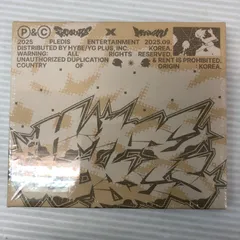 P & C X
2025 PLEDIS ENTERTAINMENT 2025.09
DISTRIBUTED BY HYBE/YG PLUS, INC. KOREA.
WARNING: ALL RIGHTS RESERVED.
UNAUTHORIZED DUPLICATION & RENT IS PROHIBITED.
COUNTRY OF ORIGIN KOREA